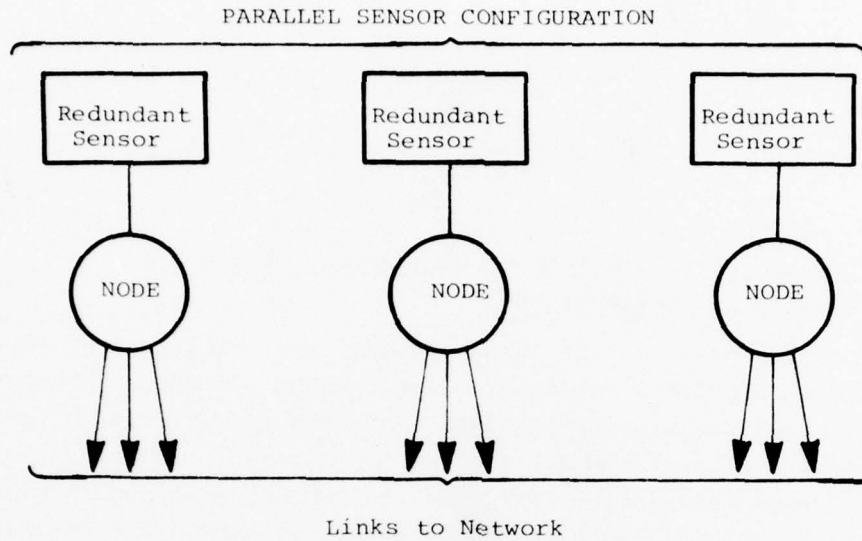 PARALLEL SENSOR CONFIGURATION
Redundant
Sensor
Redundant
Sensor
Redundant
Sensor
NODE
NODE
NODE
Links to Network